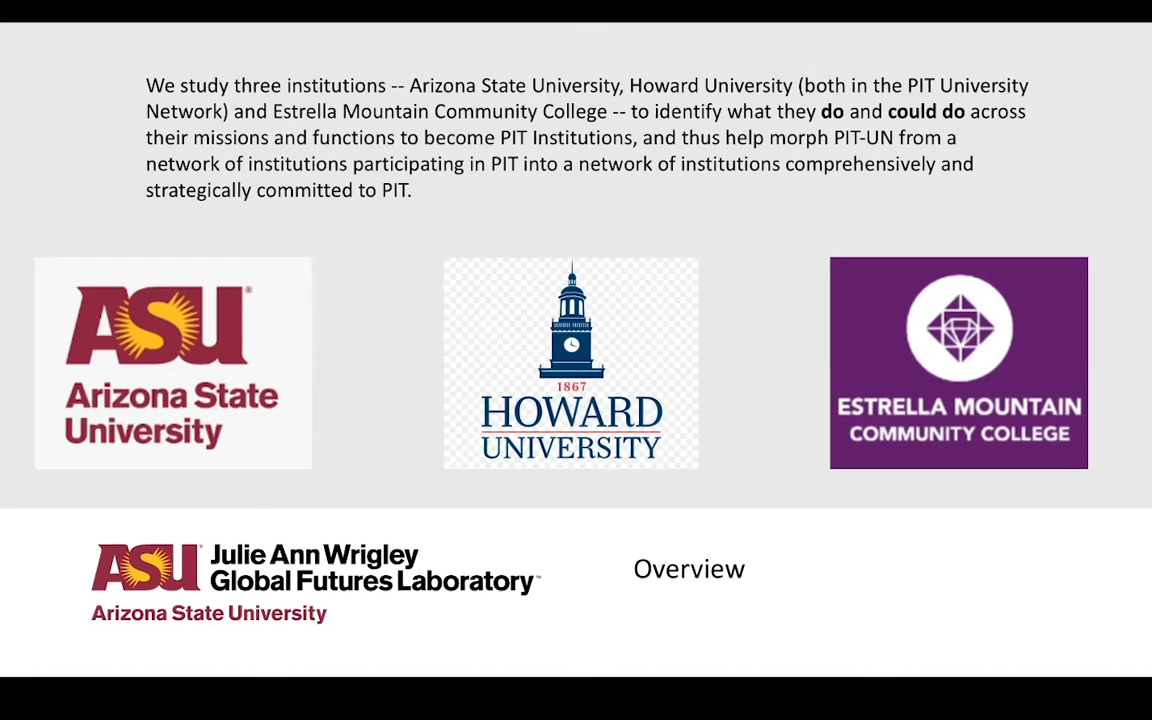 We study three institutions -- Arizona State University, Howard University (both in the PIT University
Network) and Estrella Mountain Community College -- to identify what they do and could do across
their missions and functions to become PIT Institutions, and thus help morph PIT-UN from a
network of institutions participating in PIT into a network of institutions comprehensively and
strategically committed to PIT.
ASU®
Arizona State
University
1867
HOWARD
UNIVERSITY
ESTRELLA MOUNTAIN
COMMUNITY COLLEGE
ASU® Julie Ann Wrigley
Global Futures Laboratory™
Arizona State University
Overview